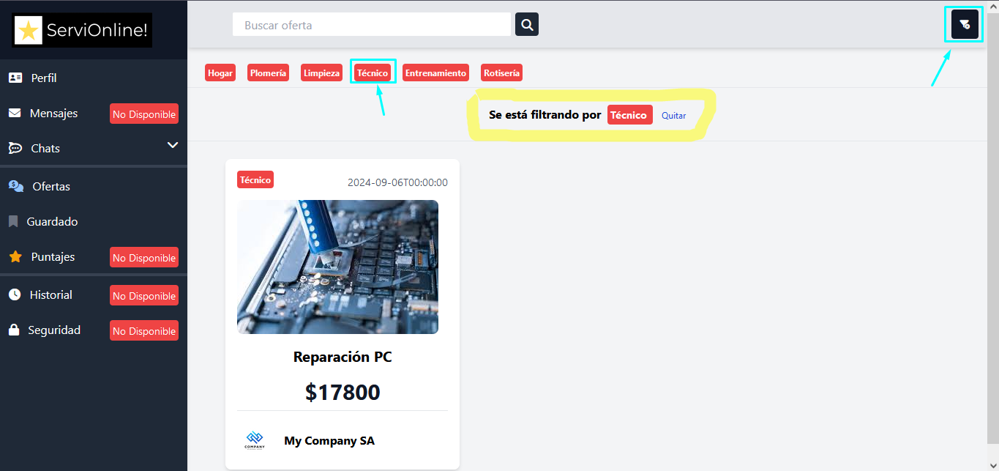 ServiOnline!
Buscar oferta
Perfil
Mensajes No Disponible
Chats
Ofertas
Guardado
Puntajes No Disponible
Historial No Disponible
Seguridad No Disponible
Hogar Plomería Limpieza Técnico Entrenamiento Rotisería
Se está filtrando por Técnico Quitar
Técnico 2024-09-06T00:00:00
Reparación PC
$17800
COMPANY
My Company SA